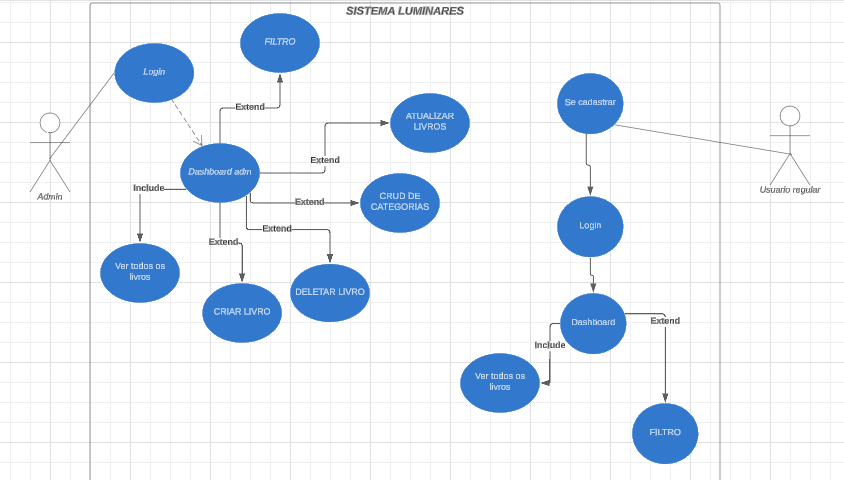 SISTEMA LUMINARES
FILTRO
Login
Extend
Se cadastrar
ATUALIZAR
LIVROS
Extend
Dashboard adm
Admin
Usuario regular
Include
Extend
CRUD DE
CATEGORIAS
Extend
Extend
Login
Ver todos os
livros
DELETAR LIVRO
CRIAR LIVRO
Dashboard
Extend
Include
Ver todos os
livros
FILTRO